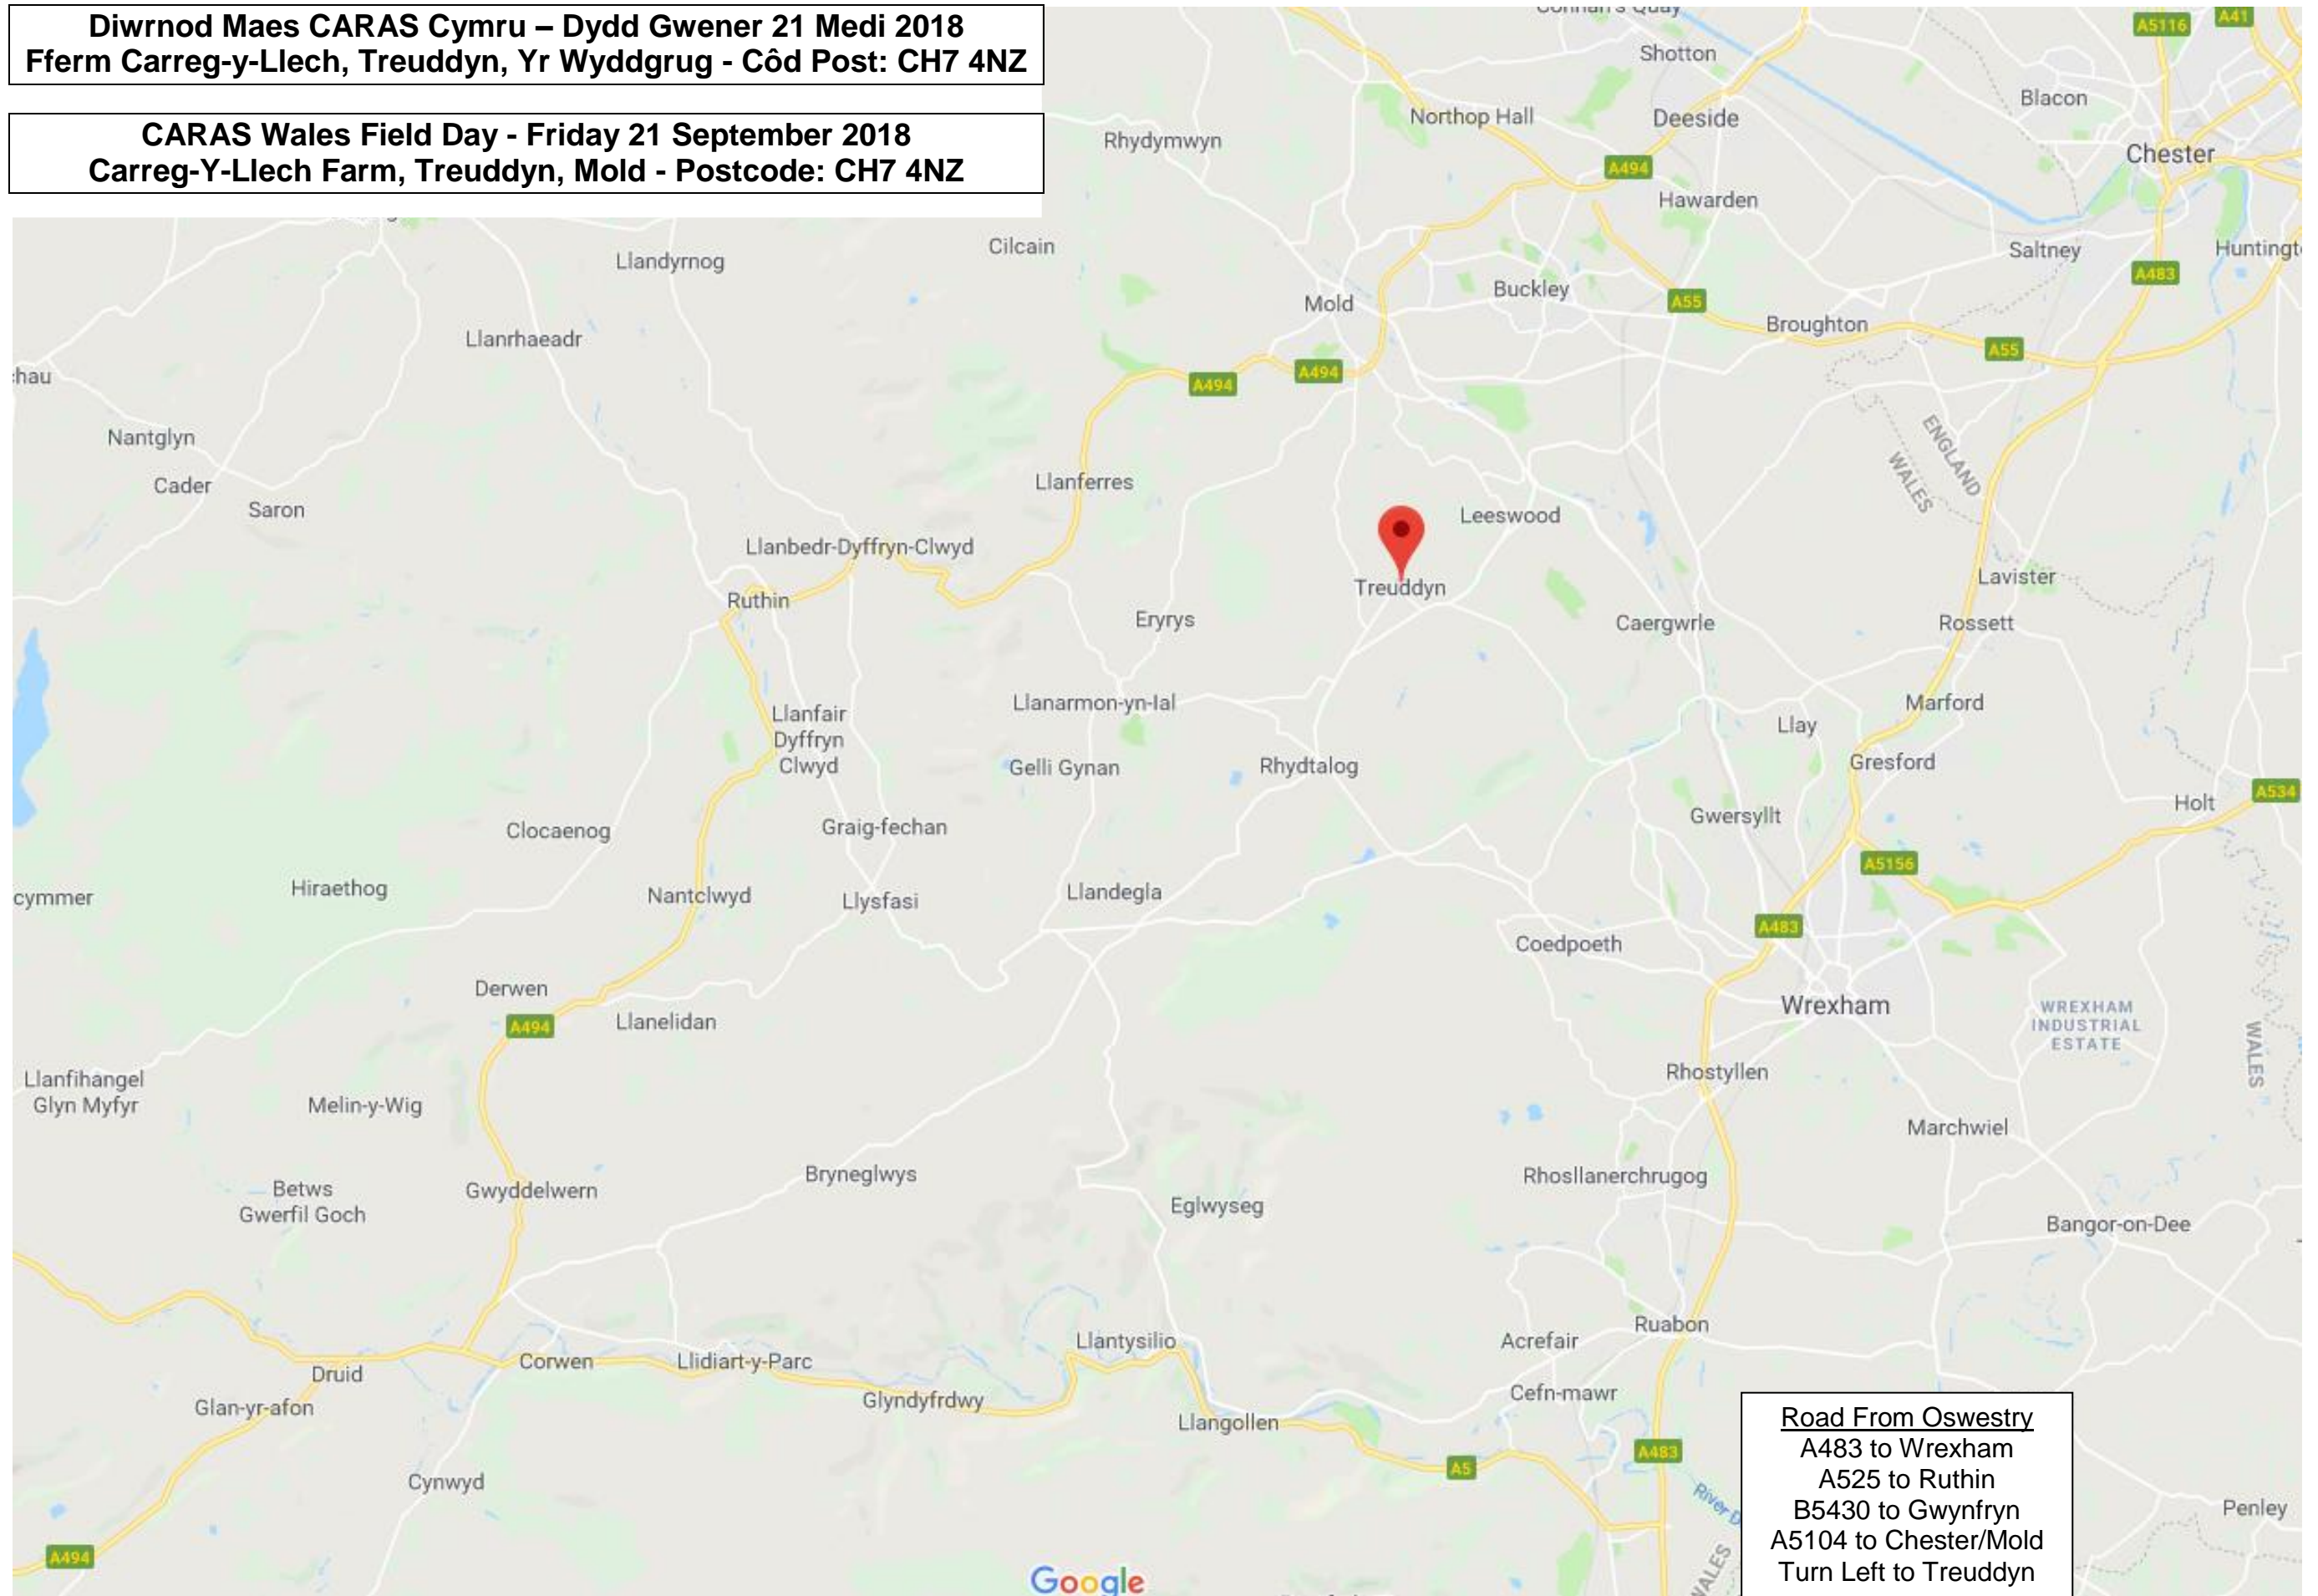 Diwrnod Maes CARAS Cymru – Dydd Gwener 21 Medi 2018
Fferm Carreg-y-Llech, Treuddyn, Yr Wyddgrug - Côd Post: CH7 4NZ
CARAS Wales Field Day - Friday 21 September 2018
Carreg-Y-Llech Farm, Treuddyn, Mold - Postcode: CH7 4NZ
A5116
A41
Shotton
Blacon
Northop Hall
Deeside
Rhydymwyn
Chester
A494
Hawarden
Cilcain
Saltney
Llandyrnog
A483
Buckley
Mold
A55
Broughton
Llanrhaeadr
A55
A494
A494
Nantglyn
ENGLAND
WALES
Llanferres
Cader
Saron
Leeswood
Llanbedr-Dyffryn-Clwyd
Lavister
Treuddyn
Ruthin
Eryrys
Caergwrle
Rossett
Llanarmon-yn-Ial
Marford
Llanfair
Dyffryn
Clwyd
Llay
Gelli Gynan
Rhydtalog
Gresford
A534
Holt
Gwersyllt
Clocaenog
Graig-fechan
A5156
Hiraethog
Nantclwyd
Llysfasi
Llandegla
cymmer
A483
Coedpoeth
Derwen
Wrexham
WREXHAM
INDUSTRIAL
ESTATE
A494
Llanelidan
WALES
Rhostyllen
Llanfihangel
Glyn Myfyr
Melin-y-Wig
Marchwiel
Bryneglwys
Rhosllanerchrugog
Betws
Gwerfil Goch
Gwyddelwern
Eglwyseg
Bangor-on-Dee
Ruabon
Llantysilio
Acrefair
Corwen
Llidiart-y-Parc
Druid
Cefn-mawr
Glyndyfrdwy
Glan-yr-afon
Llangollen
A483
A5
Cynwyd
River D
Penley
A494
WALES
Google
Road From Oswestry
A483 to Wrexham
A525 to Ruthin
B5430 to Gwynfryn
A5104 to Chester/Mold
Turn Left to Treuddyn